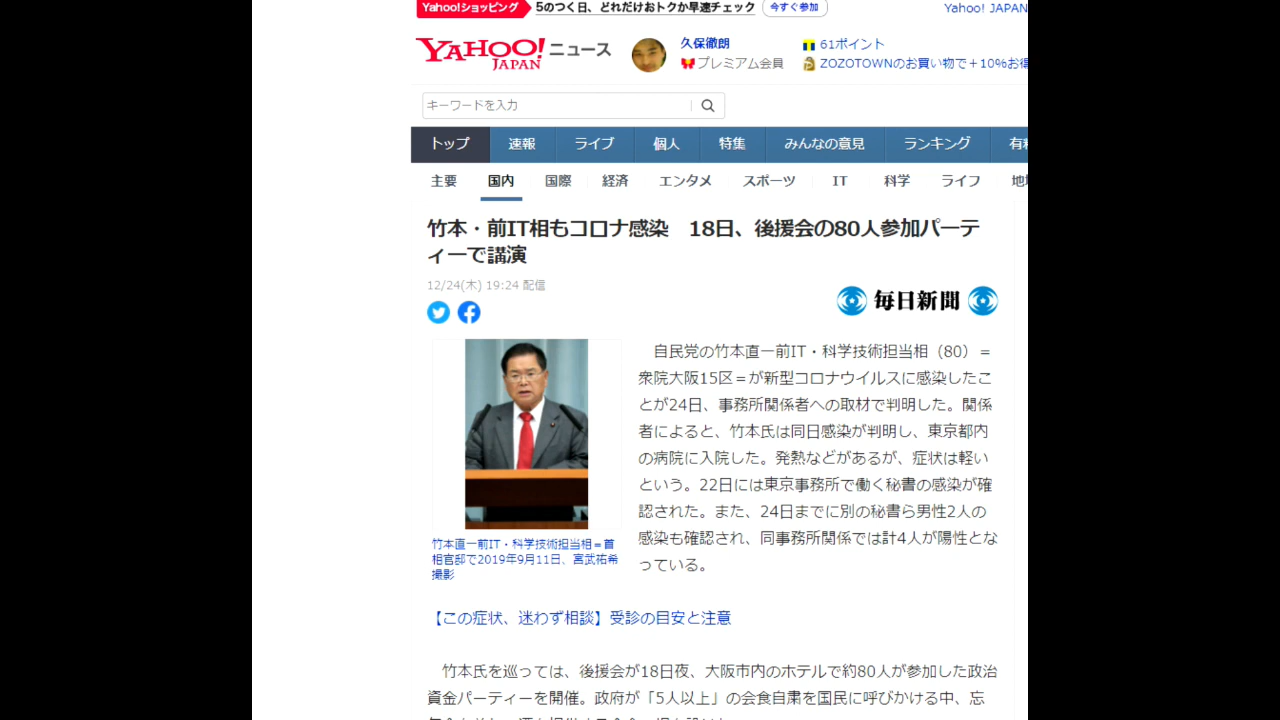 Yahoo!ショッピング 5のつく日、どれだけおトクか早速チェック 今すぐ参加 Yahoo! JAPAN
YAHOO! JAPAN ニュース
久保徹朗 61ポイント
プレミアム会員 ZOZOTOWNのお買い物で+10%お得
キーワードを入力
トップ 速報 ライブ 個人 特集 みんなの意見 ランキング 有料
主要 国内 国際 経済 エンタメ スポーツ IT 科学 ライフ 地域
竹本・前IT相もコロナ感染 18日、後援会の80人参加パーテ
ィーで講演
12/24(木) 19:24 配信
毎日新聞
自民党の竹本直一前IT・科学技術担当相(80)=
衆院大阪15区=が新型コロナウイルスに感染したこ
とが24日、事務所関係者への取材で判明した。関係
者によると、竹本氏は同日感染が判明し、東京都内
の病院に入院した。発熱などがあるが、症状は軽い
という。22日には東京事務所で働く秘書の感染が確
認された。また、24日までに別の秘書ら男性2人の
感染も確認され、同事務所関係では計4人が陽性とな
っている。
竹本直一前IT・科学技術担当相=首
相官邸で2019年9月11日、宮武祐希
撮影
【この症状、迷わず相談】受診の目安と注意
竹本氏を巡っては、後援会が18日夜、大阪市内のホテルで約80人が参加した政治
資金パーティーを開催。政府が「5人以上」の会食自粛を国民に呼びかける中、忘